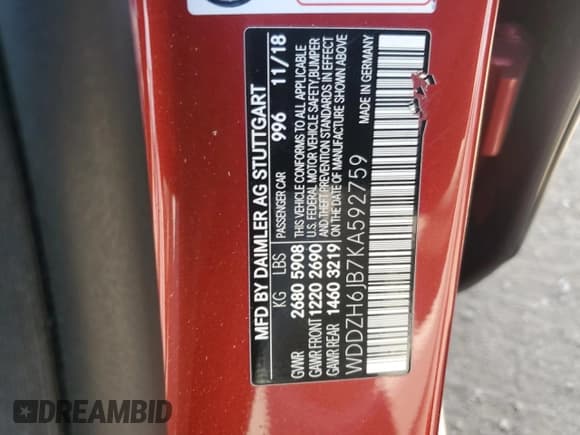 MFD BY DAIMLER AG STUTTGART
PASSENGER CAR 996 11/18
KG LBS
GVWR 2680 5908
GAWR FRONT 1220 2690
GAWR REAR 1460 3219
THIS VEHICLE CONFORMS TO ALL APPLICABLE
U.S. FEDERAL MOTOR VEHICLE SAFETY, BUMPER
AND THEFT PREVENTION STANDARDS IN EFFECT
ON THE DATE OF MANUFACTURE SHOWN ABOVE
WDDZH6JB7KA592759
MADE IN GERMANY
DREAMBID